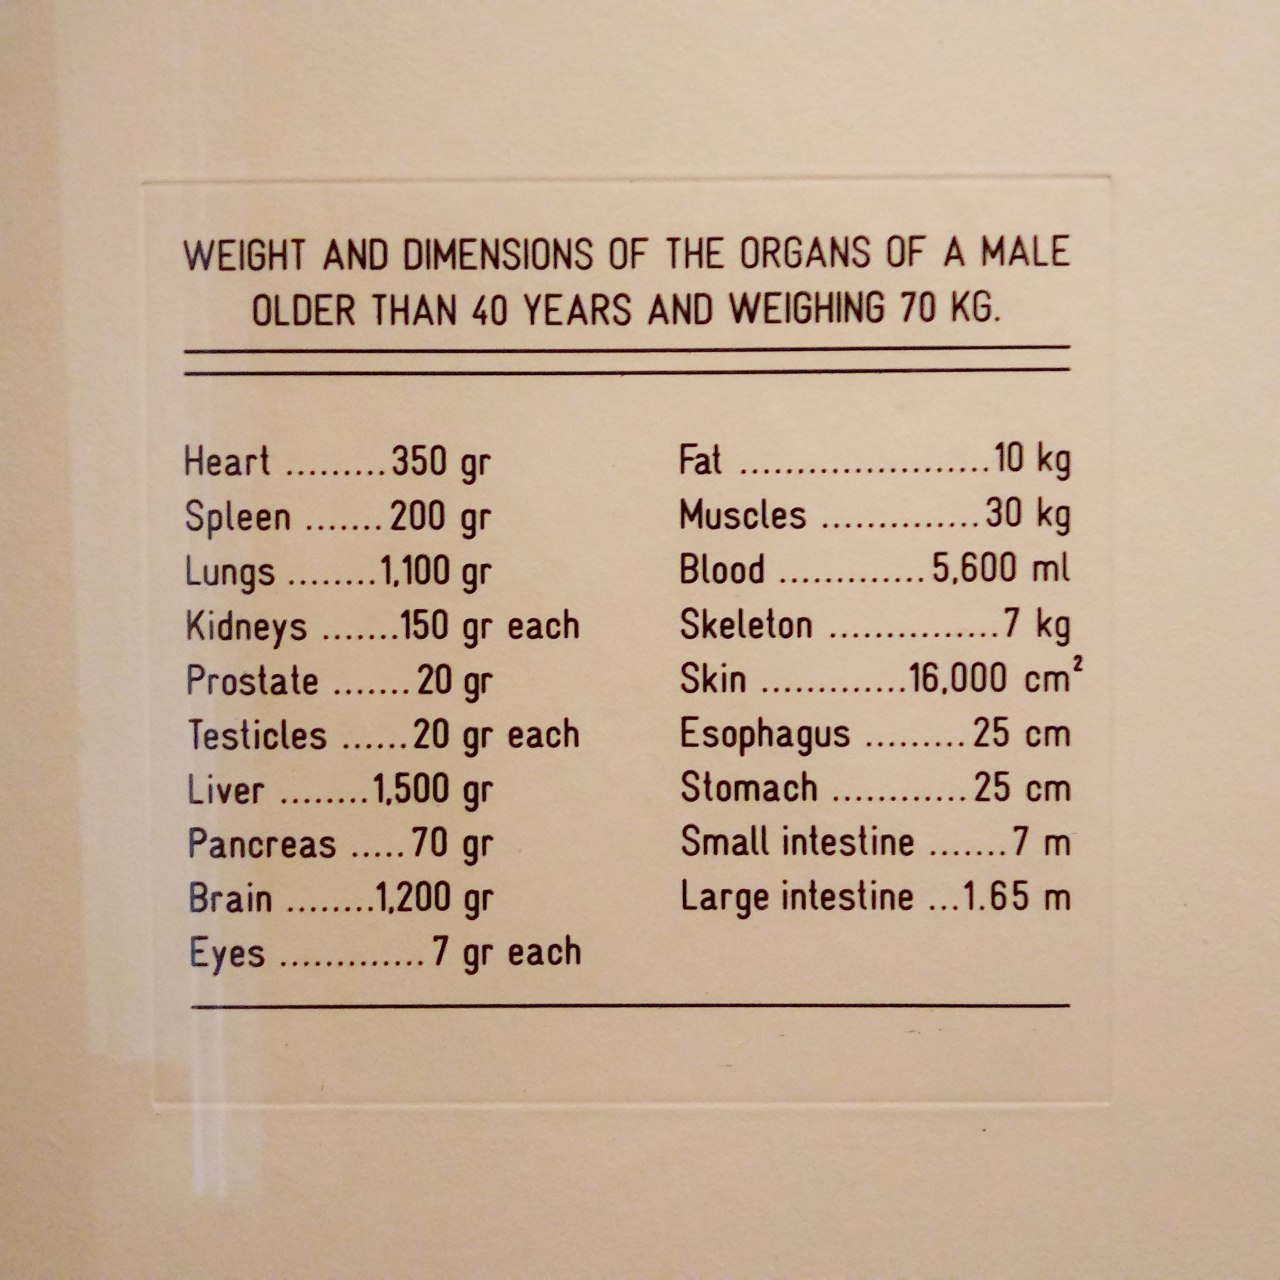 WEIGHT AND DIMENSIONS OF THE ORGANS OF A MALE
OLDER THAN 40 YEARS AND WEIGHING 70 KG.
Heart .........350 gr
Spleen .......200 gr
Lungs ........1,100 gr
Kidneys .......150 gr each
Prostate .......20 gr
Testicles ......20 gr each
Liver ........1,500 gr
Pancreas .....70 gr
Brain ........1,200 gr
Eyes .............7 gr each
Fat ......................10 kg
Muscles ..............30 kg
Blood .............5,600 ml
Skeleton ...............7 kg
Skin .............16,000 cm²
Esophagus .........25 cm
Stomach ............25 cm
Small intestine .......7 m
Large intestine ...1.65 m